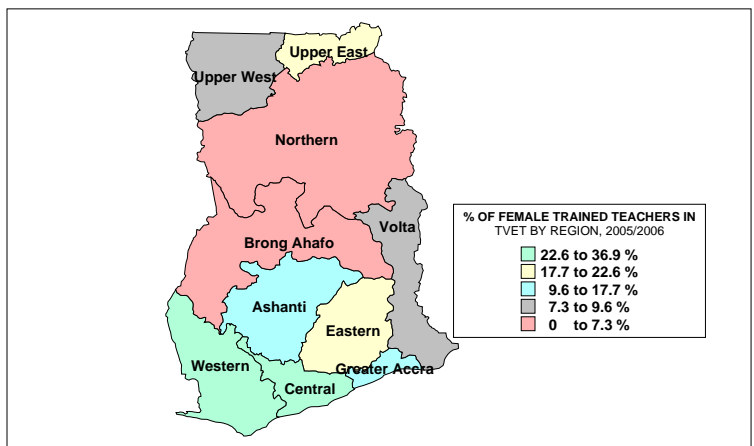 Upper East
Upper West
Northern
Volta
Brong Ahafo
Ashanti
Eastern
Greater Accra
Western
Central
% OF FEMALE TRAINED TEACHERS IN
TVET BY REGION, 2005/2006
22.6 to 36.9 %
17.7 to 22.6 %
9.6 to 17.7 %
7.3 to 9.6 %
0 to 7.3 %